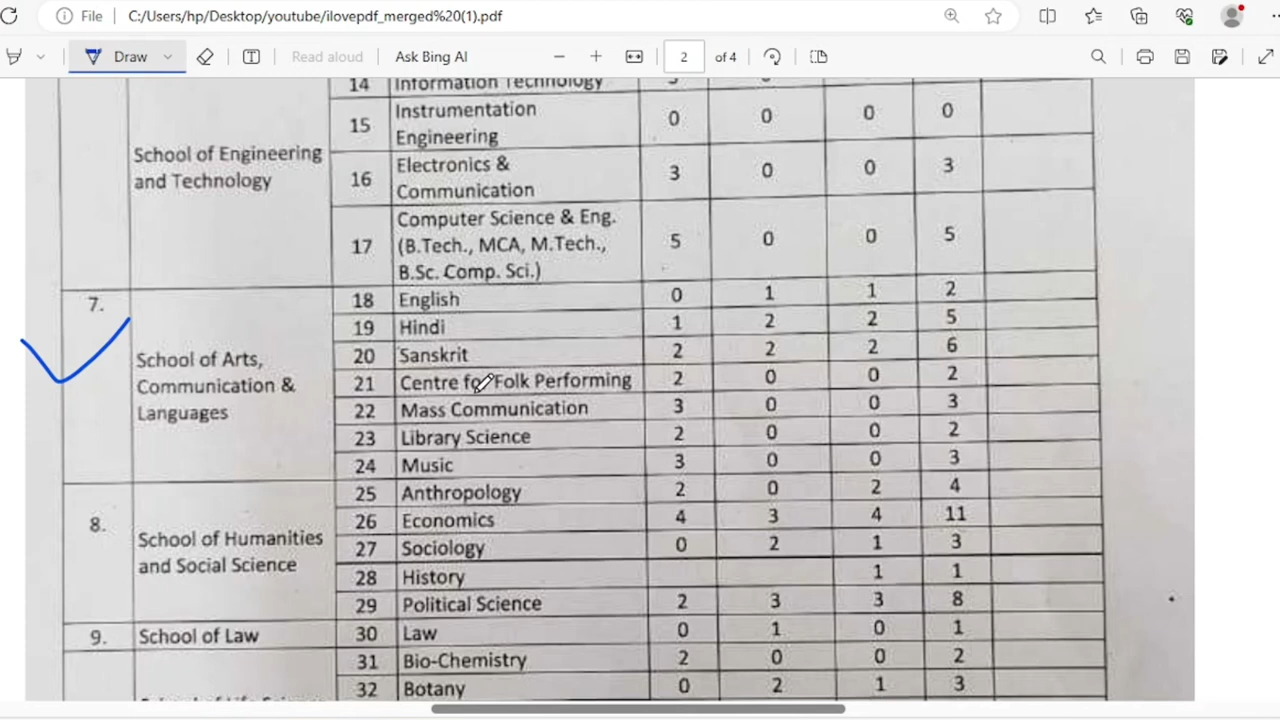 File C:/Users/hp/Desktop/youtube/ilovepdf_merged%20(1).pdf
Draw Read aloud Ask Bing AI 2 of 4
14 Information Technology
School of Engineering and Technology
15 Instrumentation Engineering 0 0 0 0
16 Electronics & Communication 3 0 0 3
17 Computer Science & Eng. (B.Tech., MCA, M.Tech., B.Sc. Comp. Sci.) 5 0 0 5
7. School of Arts, Communication & Languages
18 English 0 1 1 2
19 Hindi 1 2 2 5
20 Sanskrit 2 2 2 6
21 Centre for Folk Performing 2 0 0 2
22 Mass Communication 3 0 0 3
23 Library Science 2 0 0 2
24 Music 3 0 0 3
8. School of Humanities and Social Science
25 Anthropology 2 0 2 4
26 Economics 4 3 4 11
27 Sociology 0 2 1 3
28 History 1 1
29 Political Science 2 3 3 8
9. School of Law 30 Law 0 1 0 1
31 Bio-Chemistry 2 0 0 2
32 Botany 0 2 1 3